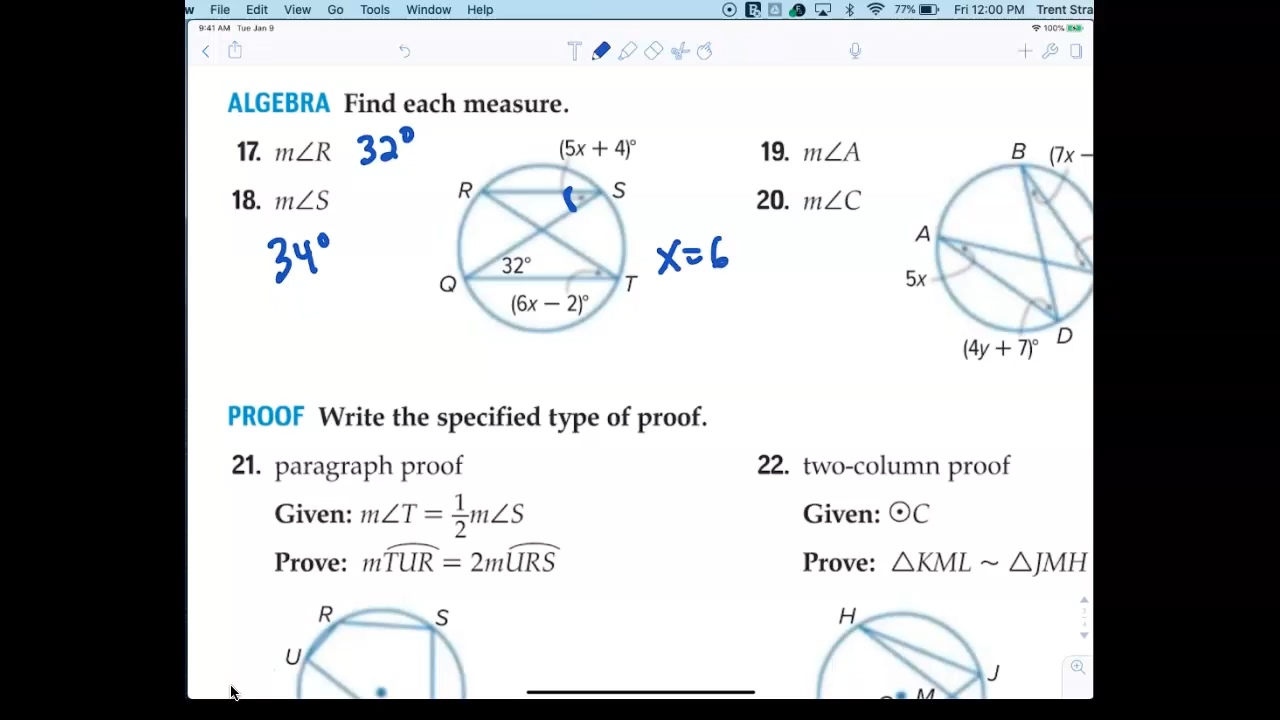 w File Edit View Go Tools Window Help 77% Fri 12:00 PM Trent Stra
9:41 AM Tue Jan 9 100%
ALGEBRA Find each measure.
17. m∠R 32°
18. m∠S
34°
(5x + 4)°
R
S
32°
Q
T
(6x − 2)°
x=6
19. m∠A
20. m∠C
B (7x −
A
5x
(4y + 7)° D
PROOF Write the specified type of proof.
21. paragraph proof
Given: m∠T = 1/2 m∠S
Prove: mTUR = 2mURS
R
S
U
22. two-column proof
Given: ⊙C
Prove: △KML ~ △JMH
H
J
M